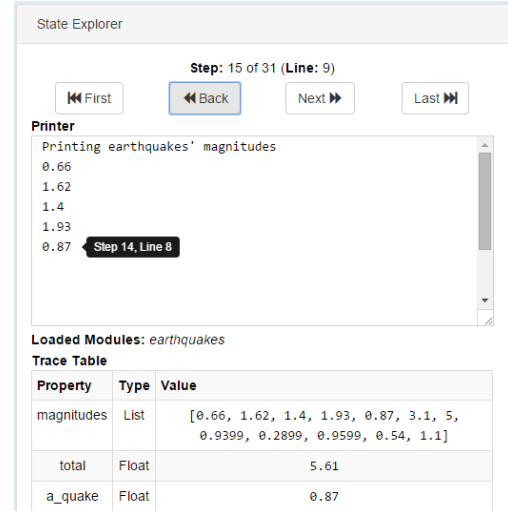 State Explorer
Step: 15 of 31 (Line: 9)
First Back Next Last
Printer
Printing earthquakes' magnitudes
0.66
1.62
1.4
1.93
0.87 Step 14, Line 8
Loaded Modules: earthquakes
Trace Table
Property Type Value
magnitudes List [0.66, 1.62, 1.4, 1.93, 0.87, 3.1, 5,
0.9399, 0.2899, 0.9599, 0.54, 1.1]
total Float 5.61
a_quake Float 0.87